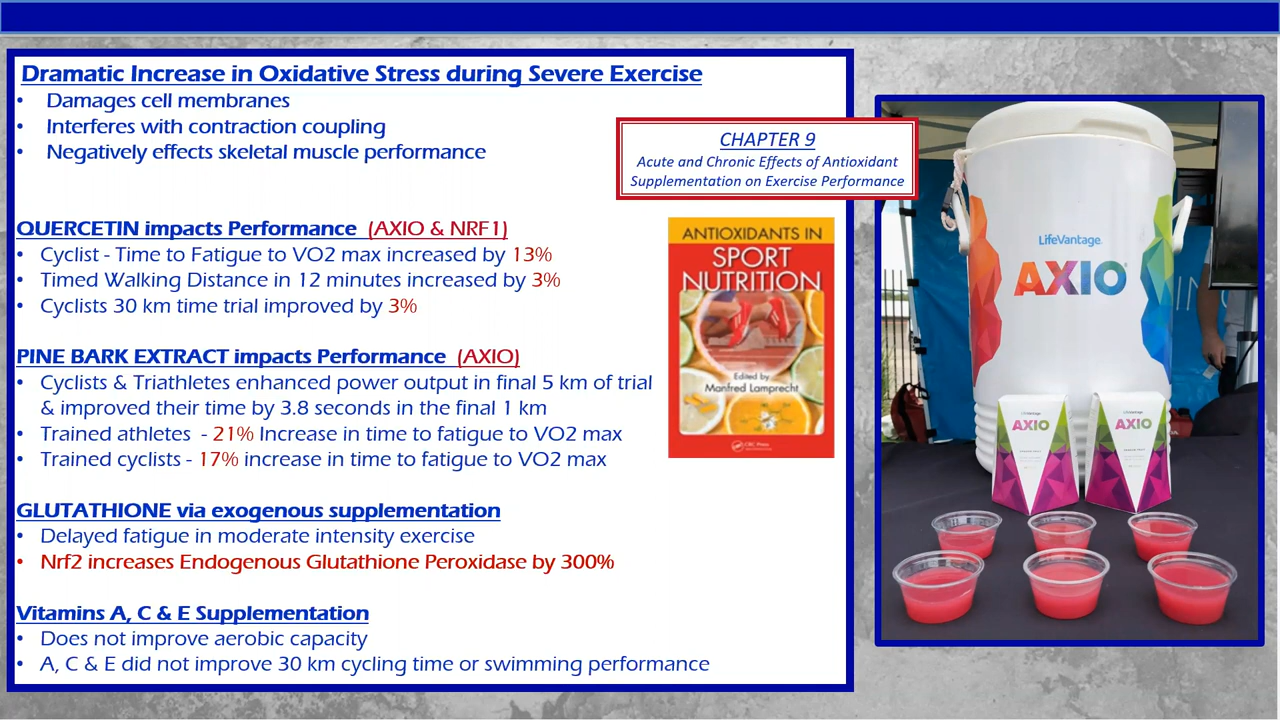 Dramatic Increase in Oxidative Stress during Severe Exercise
• Damages cell membranes
• Interferes with contraction coupling
• Negatively effects skeletal muscle performance
CHAPTER 9
Acute and Chronic Effects of Antioxidant
Supplementation on Exercise Performance
QUERCETIN impacts Performance (AXIO & NRF1)
• Cyclist - Time to Fatigue to VO2 max increased by 13%
• Timed Walking Distance in 12 minutes increased by 3%
• Cyclists 30 km time trial improved by 3%
PINE BARK EXTRACT impacts Performance (AXIO)
• Cyclists & Triathletes enhanced power output in final 5 km of trial
& improved their time by 3.8 seconds in the final 1 km
• Trained athletes - 21% Increase in time to fatigue to VO2 max
• Trained cyclists - 17% increase in time to fatigue to VO2 max
GLUTATHIONE via exogenous supplementation
• Delayed fatigue in moderate intensity exercise
• Nrf2 increases Endogenous Glutathione Peroxidase by 300%
Vitamins A, C & E Supplementation
• Does not improve aerobic capacity
• A, C & E did not improve 30 km cycling time or swimming performance
ANTIOXIDANTS IN
SPORT
NUTRITION
Edited by
Manfred Lamprecht
CRC Press
LifeVantage
AXIO
LifeVantage
AXIO
LifeVantage
AXIO